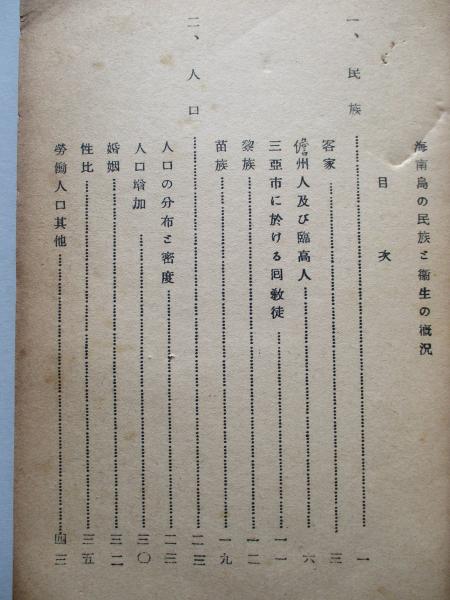 海南島の民族と衞生の概況
目次
一、民族……一
客家……三
儋州人及び臨高人……六
三亞市に於ける回敎徒……一一
黎族……一二
苗族……一九
二、人口……二三
人口の分布と密度……二三
人口增加……三〇
婚姻……三二
性比……三五
勞働人口其他……四三